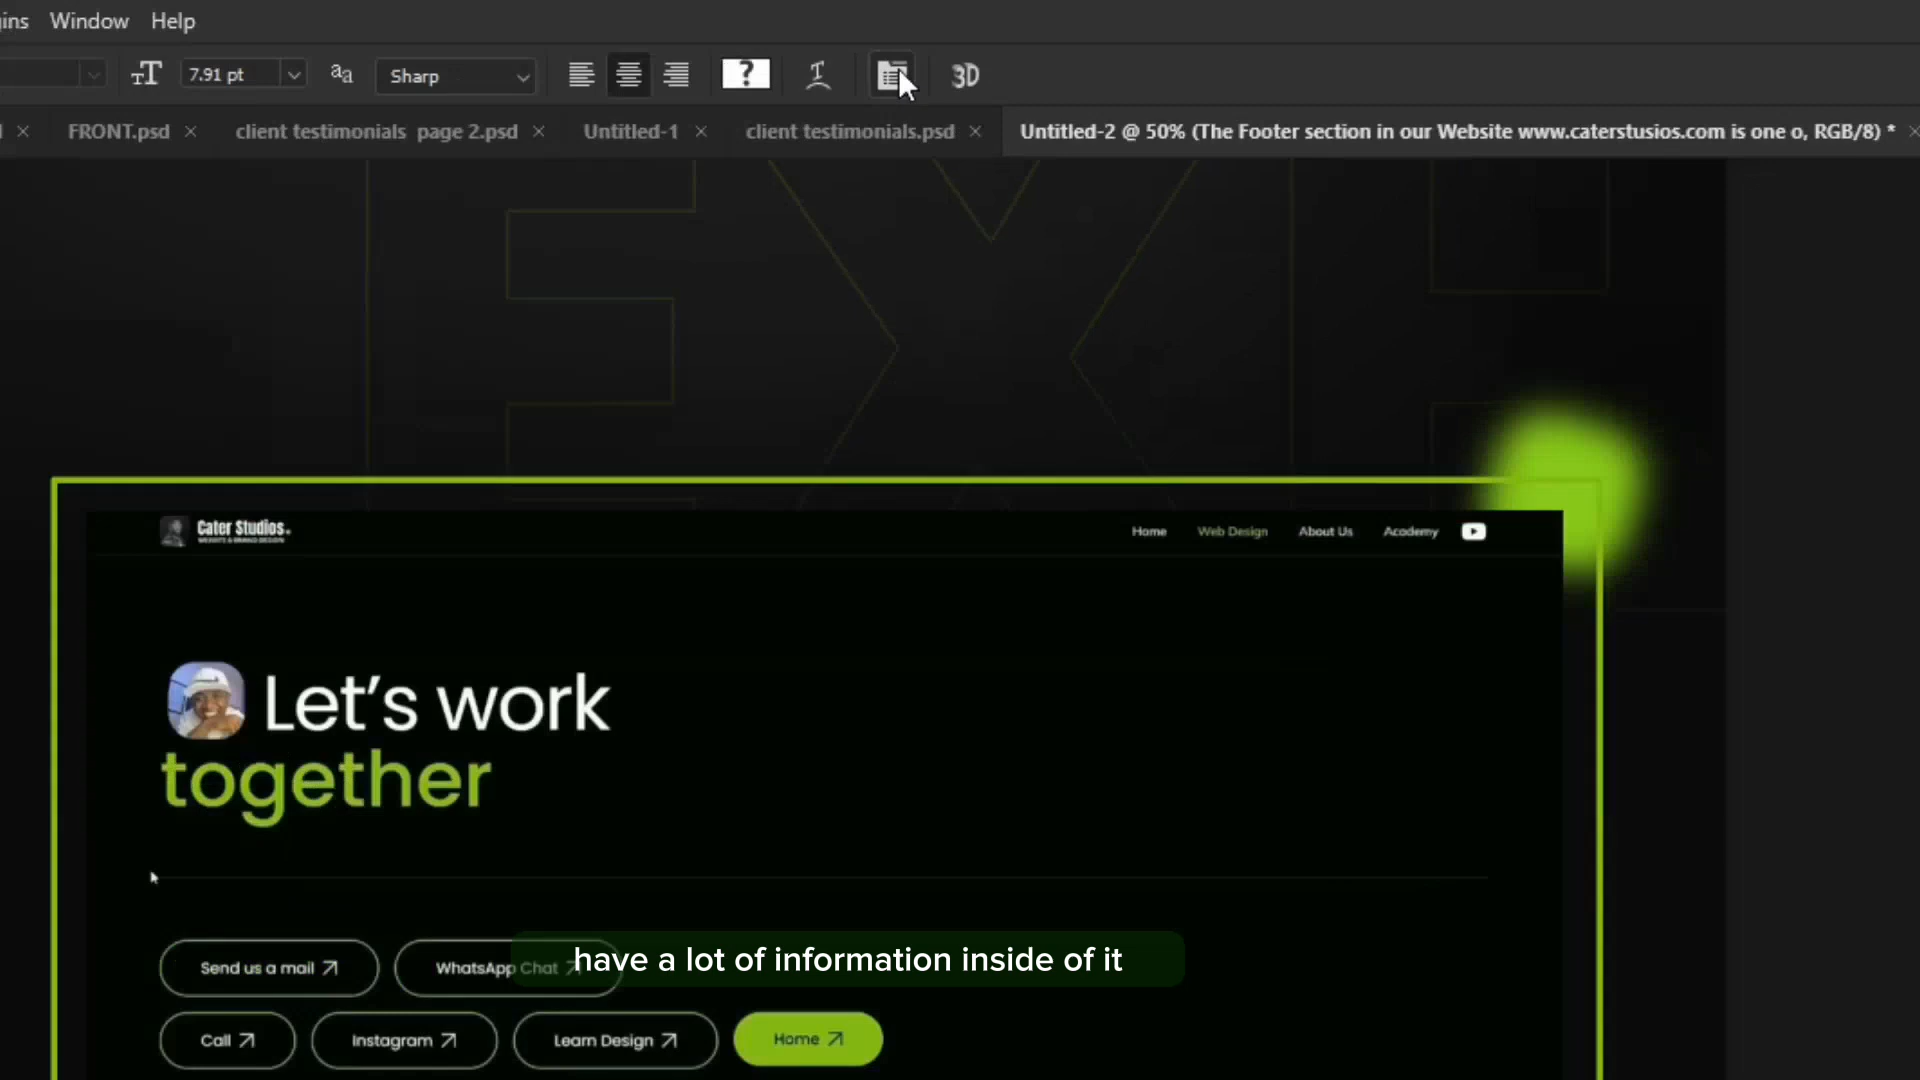 ins Window Help
7.91 pt Sharp ? 3D
FRONT.psd client testimonials page 2.psd Untitled-1 client testimonials.psd Untitled-2 @ 50% (The Footer section in our Website www.caterstusios.com is one o, RGB/8) *
Cater Studios
WEBSITE & BRAND DESIGN
Home Web Design About Us Academy
Let's work
together
Send us a mail WhatsApp Chat
have a lot of information inside of it
Call Instagram Learn Design Home